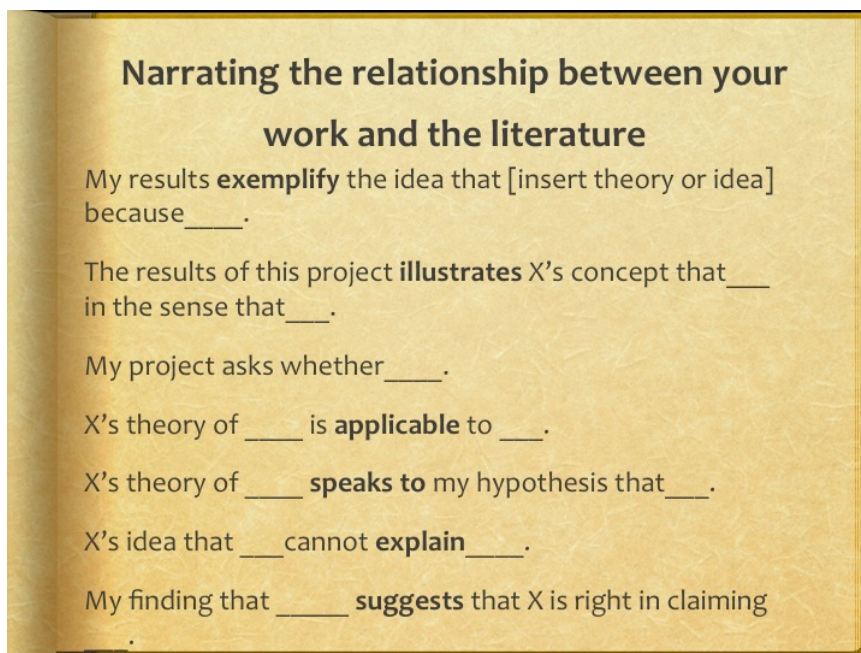 Narrating the relationship between your
work and the literature
My results exemplify the idea that [insert theory or idea]
because____.
The results of this project illustrates X’s concept that___
in the sense that___.
My project asks whether____.
X’s theory of ____ is applicable to ___.
X’s theory of ____ speaks to my hypothesis that___.
X’s idea that ___cannot explain____.
My finding that _____ suggests that X is right in claiming
___.